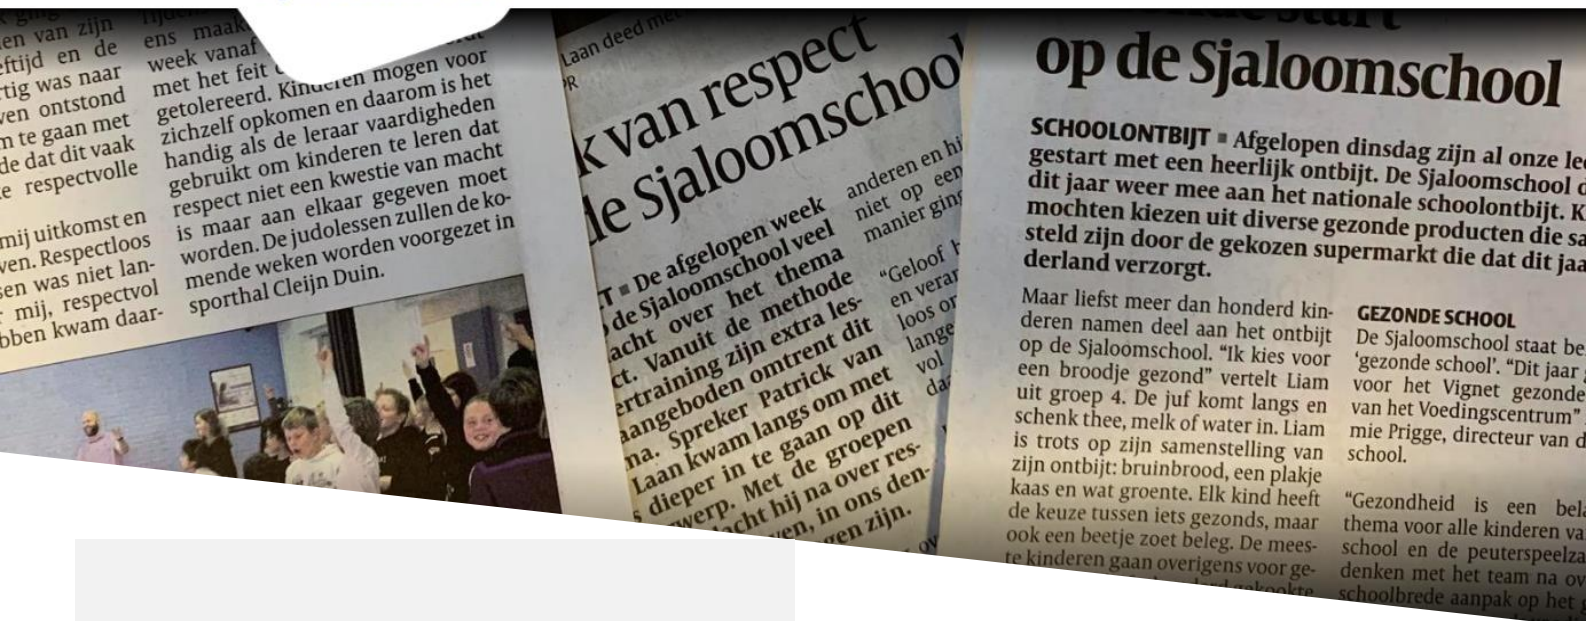 en van zijn
eftijd en de
rtig was naar
ven ontstond
m te gaan met
de dat dit vaak
e respectvolle
mij uitkomst en
ven. Respectloos
sen was niet lan-
r mij, respectvol
bben kwam daar-
ens maak
week vanaf
met het feit
getolereerd. Kinderen mogen voor
zichzelf opkomen en daarom is het
handig als de leraar vaardigheden
gebruikt om kinderen te leren dat
respect niet een kwestie van macht
is maar aan elkaar gegeven moet
worden. De judolessen zullen de ko-
mende weken worden voorgezet in
sporthal Cleijn Duin.
Laan deed me
PR
k van respect
de Sjaloomschool
T ▪ De afgelopen week
de Sjaloomschool veel
acht over het thema
ct. Vanuit de methode
ertraining zijn extra les-
aangeboden omtrent dit
na. Spreker Patrick van
Laan kwam langs om met
s dieper in te gaan op dit
werp. Met de groepen
dacht hij na over res-
en, in ons den-
gen zijn.
anderen en hi
niet op een
manier ging
“Geloof
en verar
loos or
lange
vol
daa
ov
start
op de Sjaloomschool
SCHOOLONTBIJT ▪ Afgelopen dinsdag zijn al onze lee
gestart met een heerlijk ontbijt. De Sjaloomschool d
dit jaar weer mee aan het nationale schoolontbijt. K
mochten kiezen uit diverse gezonde producten die sa
steld zijn door de gekozen supermarkt die dat dit jaa
derland verzorgt.
Maar liefst meer dan honderd kin-
deren namen deel aan het ontbijt
op de Sjaloomschool. “Ik kies voor
een broodje gezond” vertelt Liam
uit groep 4. De juf komt langs en
schenk thee, melk of water in. Liam
is trots op zijn samenstelling van
zijn ontbijt: bruinbrood, een plakje
kaas en wat groente. Elk kind heeft
de keuze tussen iets gezonds, maar
ook een beetje zoet beleg. De mees-
te kinderen gaan overigens voor ge-
gekookte
GEZONDE SCHOOL
De Sjaloomschool staat be
‘gezonde school’. “Dit jaar
voor het Vignet gezonde
van het Voedingscentrum”
mie Prigge, directeur van d
school.
“Gezondheid is een bela
thema voor alle kinderen va
school en de peuterspeelza
denken met het team na ov
schoolbrede aanpak op het g